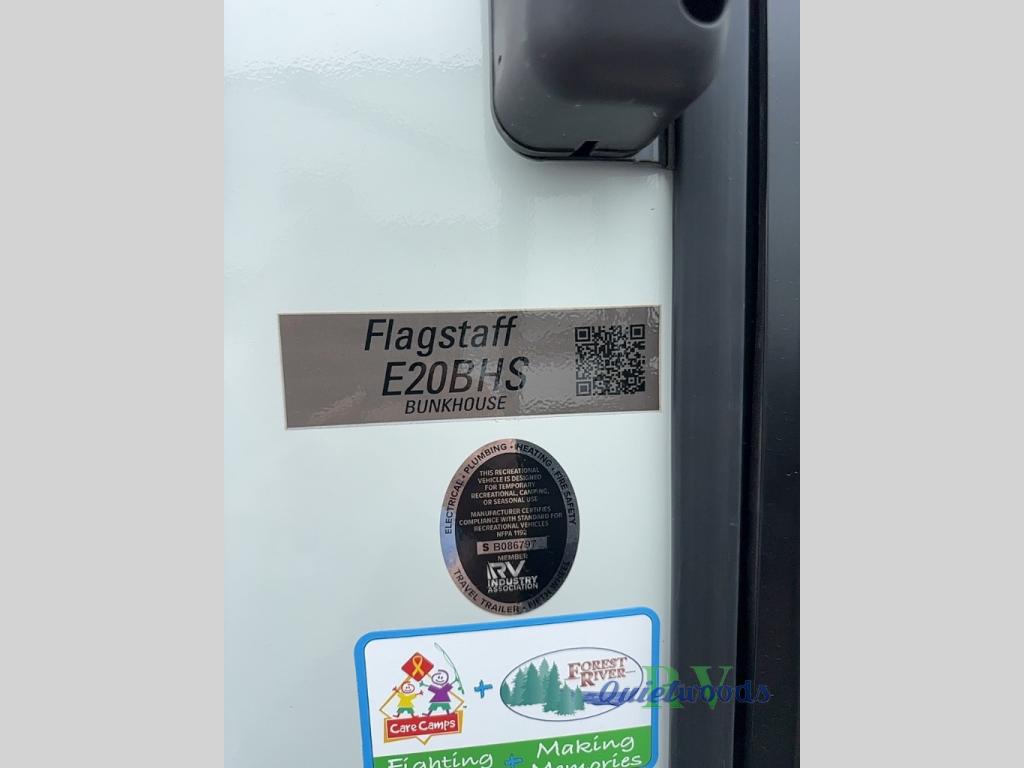 Flagstaff
E20BHS
BUNKHOUSE
ELECTRICAL • PLUMBING • HEATING • FIRE SAFETY
THIS RECREATIONAL
VEHICLE IS DESIGNED
FOR TEMPORARY
RECREATIONAL, CAMPING,
OR SEASONAL USE
MANUFACTURER CERTIFIES
COMPLIANCE WITH STANDARD FOR
RECREATIONAL VEHICLES
NFPA 1192
S B086797
MEMBER
RV
INDUSTRY
ASSOCIATION
TRAVEL TRAILER • FIFTH WHEEL
Care Camps
+
FOREST
RIVER
RV
Quietwoods
Fighting + Making
Memories